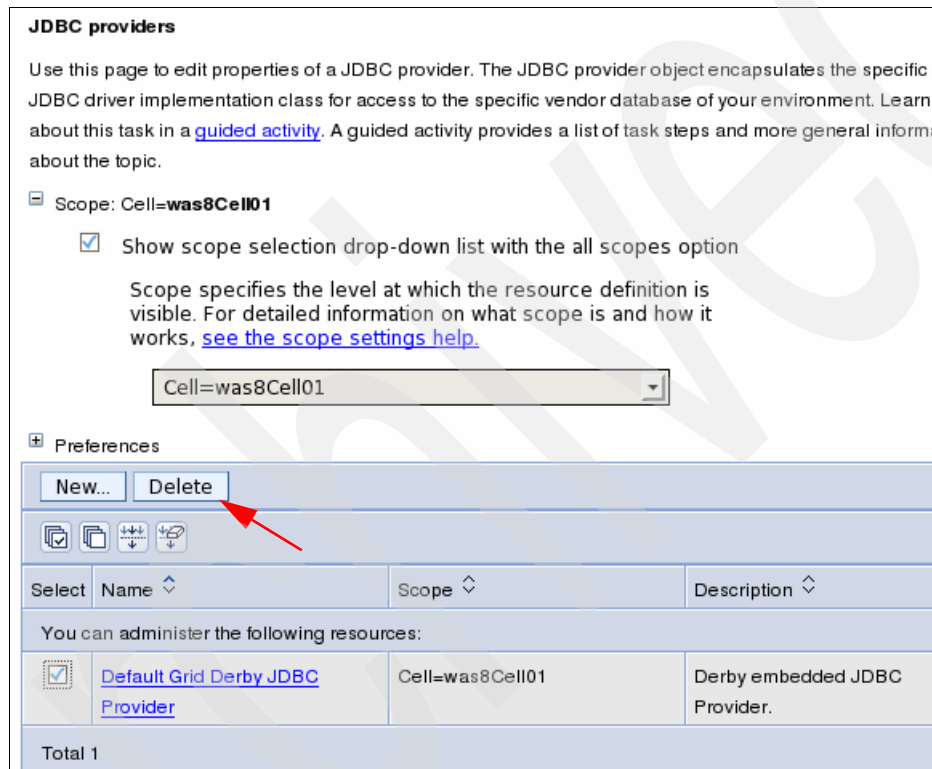 JDBC providers
Use this page to edit properties of a JDBC provider. The JDBC provider object encapsulates the specific
JDBC driver implementation class for access to the specific vendor database of your environment. Learn
about this task in a guided activity. A guided activity provides a list of task steps and more general informa
about the topic.
Scope: Cell=was8Cell01
Show scope selection drop-down list with the all scopes option
Scope specifies the level at which the resource definition is
visible. For detailed information on what scope is and how it
works, see the scope settings help.
Cell=was8Cell01
Preferences
New... Delete
Select Name Scope Description
You can administer the following resources:
Default Grid Derby JDBC Cell=was8Cell01 Derby embedded JDBC
Provider Provider.
Total 1